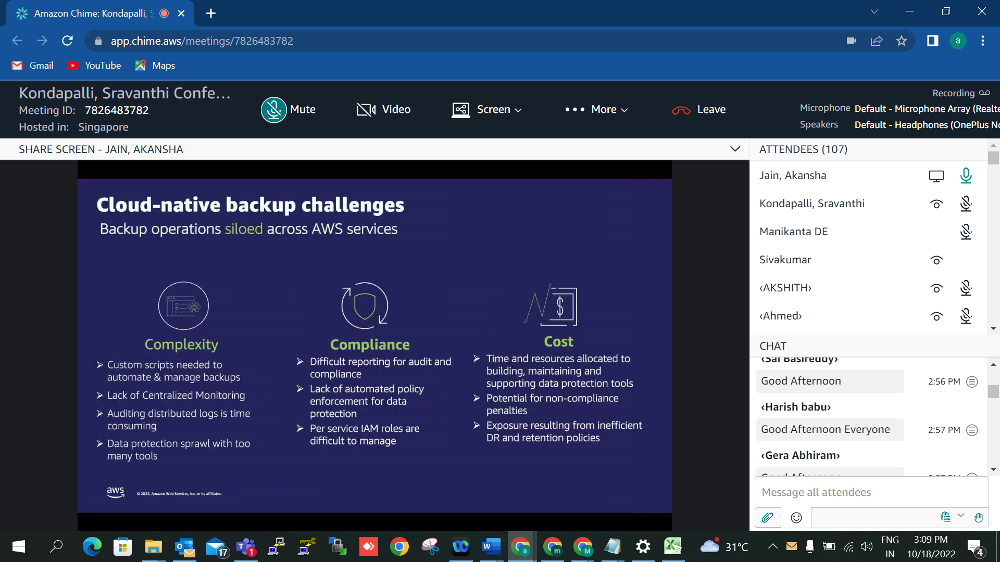 Amazon Chime: Kondapalli,
app.chime.aws/meetings/7826483782
a
Gmail
YouTube
Maps
Kondapalli, Sravanthi Confe...
Meeting ID: 7826483782
Hosted in: Singapore
Mute
Video
Screen
More
Leave
Recording
Microphone Default - Microphone Array (Realte
Speakers Default - Headphones (OnePlus No
SHARE SCREEN - JAIN, AKANSHA
Cloud-native backup challenges
Backup operations siloed across AWS services
Complexity
➢ Custom scripts needed to
automate & manage backups
➢ Lack of Centralized Monitoring
➢ Auditing distributed logs is time
consuming
➢ Data protection sprawl with too
many tools
$
Compliance
➢ Difficult reporting for audit and
compliance
➢ Lack of automated policy
enforcement for data
protection
➢ Per service IAM roles are
difficult to manage
Cost
➢ Time and resources allocated to
building, maintaining and
supporting data protection tools
➢ Potential for non-compliance
penalties
➢ Exposure resulting from inefficient
DR and retention policies
aws
© 2022, Amazon Web Services, Inc. or its affiliates.
ATTENDEES (107)
Jain, Akansha
Kondapalli, Sravanthi
Manikanta DE
Sivakumar
‹AKSHITH›
‹Ahmed›
CHAT
‹Sai Basireddy›
Good Afternoon 2:56 PM
‹Harish babu›
Good Afternoon Everyone 2:57 PM
‹Gera Abhiram›
Good Afternoon 2:57 PM
Message all attendees
17
1
a
m
M
31°C
ENG
IN
3:09 PM
10/18/2022
4